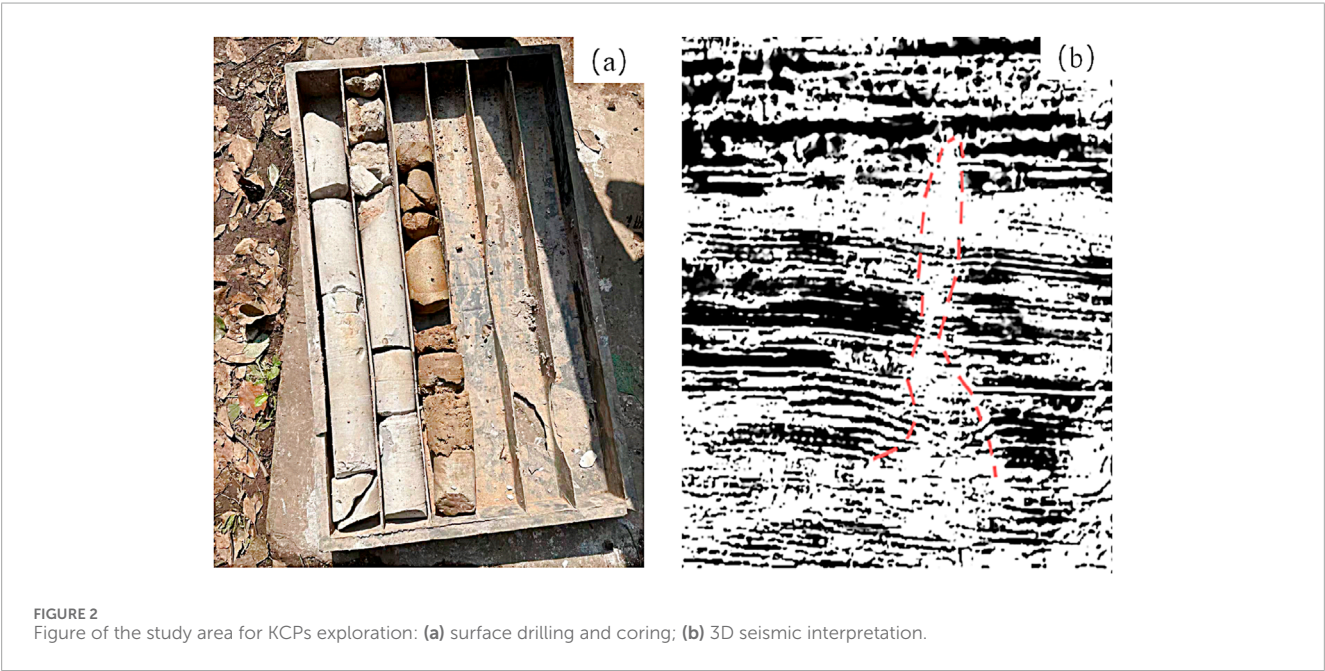 (a)
(b)
FIGURE 2
Figure of the study area for KCPs exploration: (a) surface drilling and coring; (b) 3D seismic interpretation.